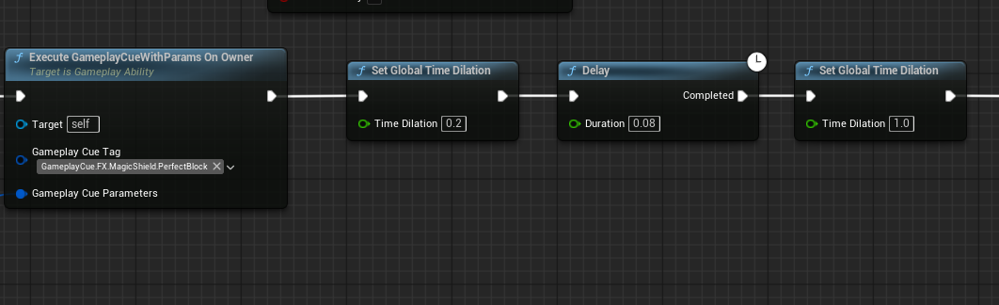 Execute GameplayCueWithParams On Owner
Target is Gameplay Ability
Target self
Gameplay Cue Tag
GameplayCue.FX.MagicShield.PerfectBlock
Gameplay Cue Parameters
Set Global Time Dilation
Time Dilation 0.2
Delay
Completed
Duration 0.08
Set Global Time Dilation
Time Dilation 1.0